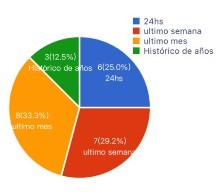 24hs
ultimo semana
ultimo mes
Histórico de años
3(12.5%)
Histórico de años
6(25.0%)
24hs
8(33.3%)
ultimo mes
7(29.2%)
ultimo semana